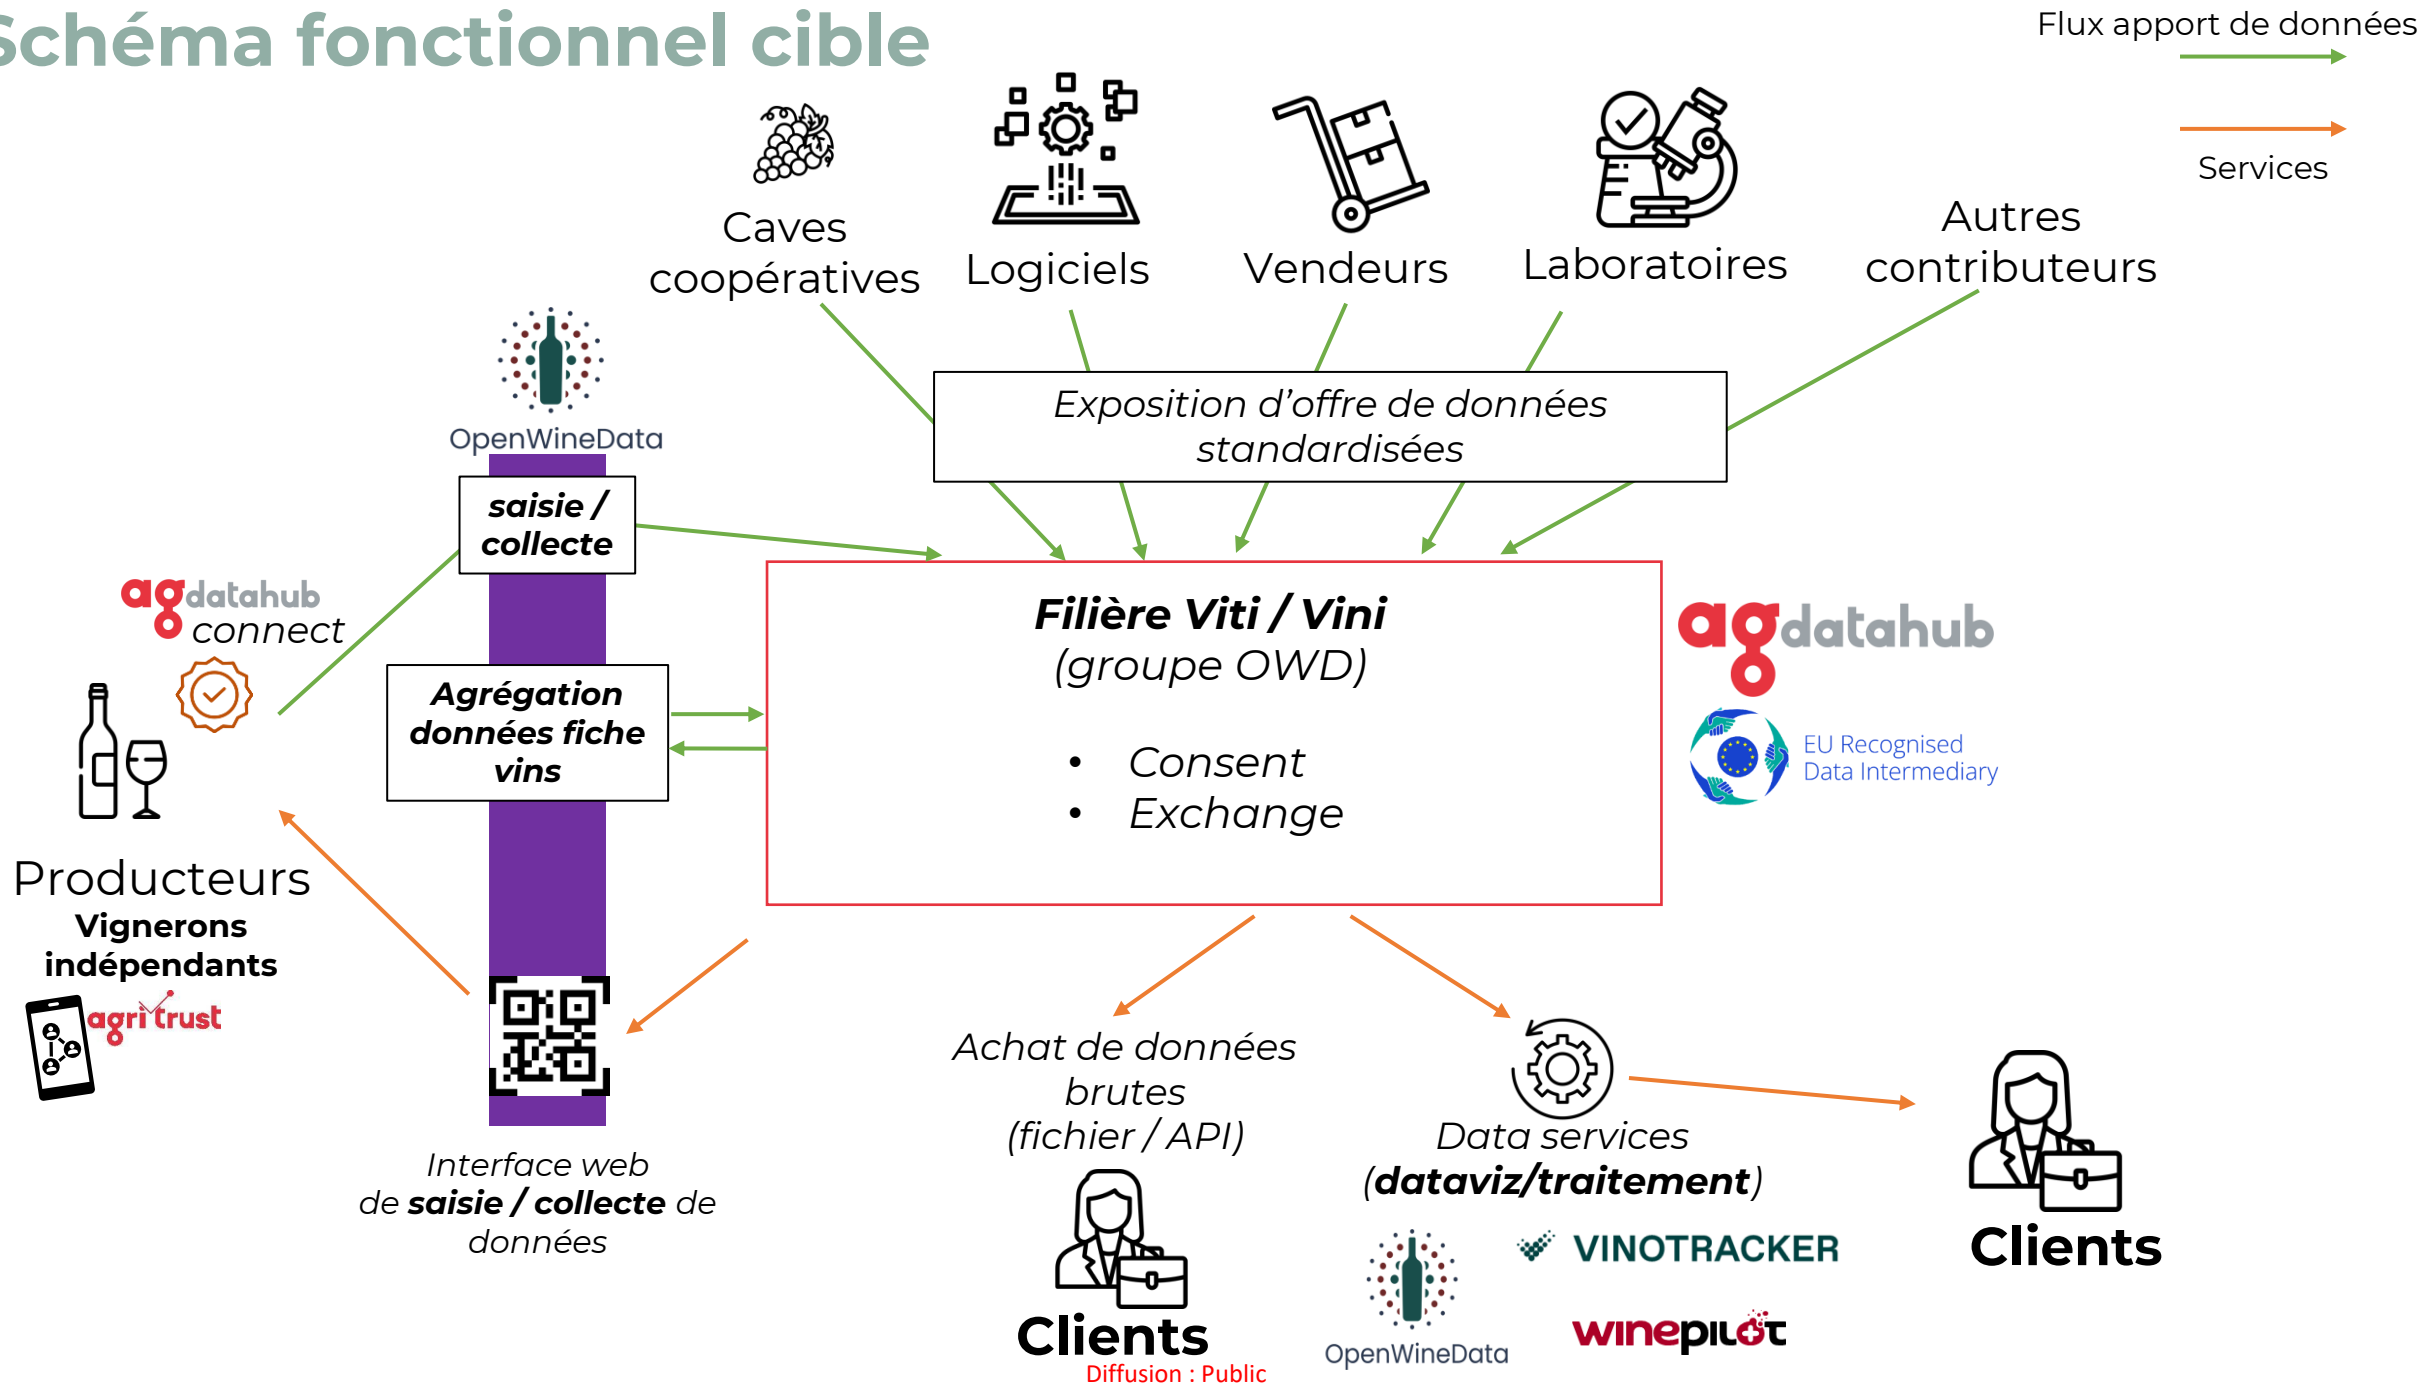 Schéma fonctionnel cible
Flux apport de données
Services
Caves
coopératives
Logiciels
Vendeurs
Laboratoires
Autres
contributeurs
OpenWineData
Exposition d'offre de données
standardisées
saisie /
collecte
agdatahub
connect
Agrégation
données fiche
vins
Filière Viti / Vini
(groupe OWD)
• Consent
• Exchange
agdatahub
EU Recognised
Data Intermediary
Producteurs
Vignerons
indépendants
agritrust
Interface web
de saisie / collecte de
données
Achat de données
brutes
(fichier / API)
Clients
Diffusion : Public
Data services
(dataviz/traitement)
OpenWineData
VINOTRACKER
winepilot
Clients